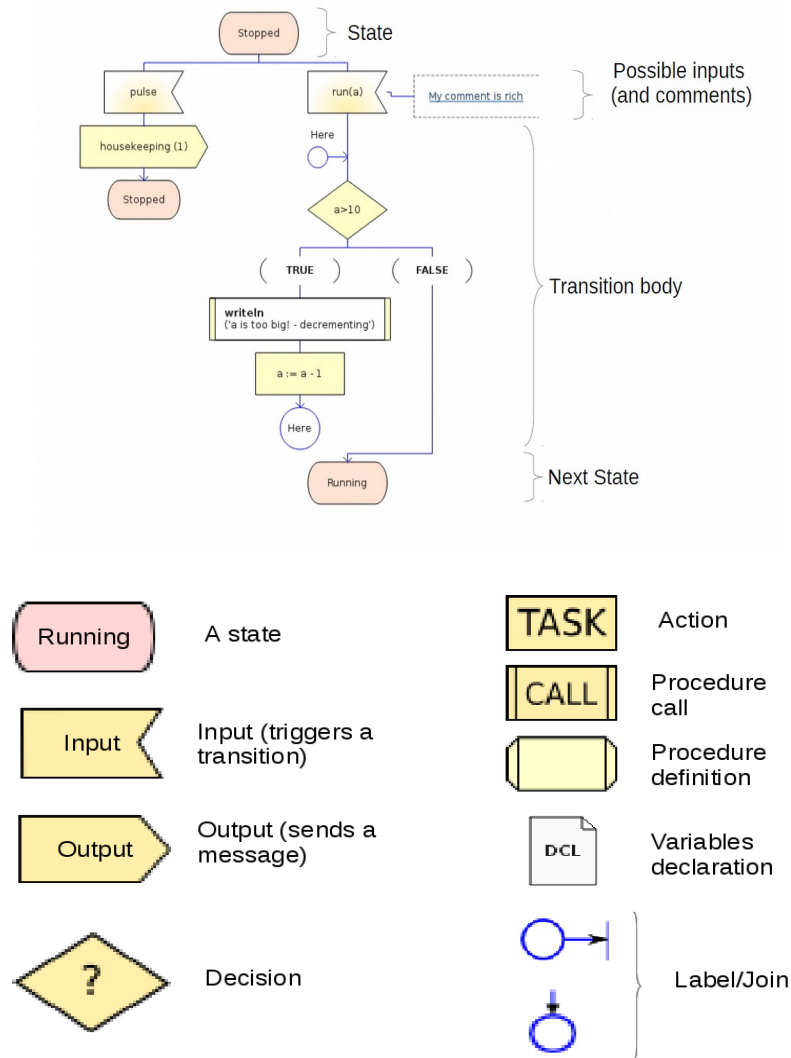 Stopped
State
pulse
run(a)
My comment is rich
Possible inputs
(and comments)
Here
housekeeping (1)
Stopped
a>10
TRUE
FALSE
writeln
('a is too big! - decrementing')
Transition body
a := a - 1
Here
Running
Next State
Running
A state
TASK
Action
CALL
Procedure
call
Input
Input (triggers a
transition)
Procedure
definition
Output
Output (sends a
message)
DCL
Variables
declaration
?
Decision
Label/Join